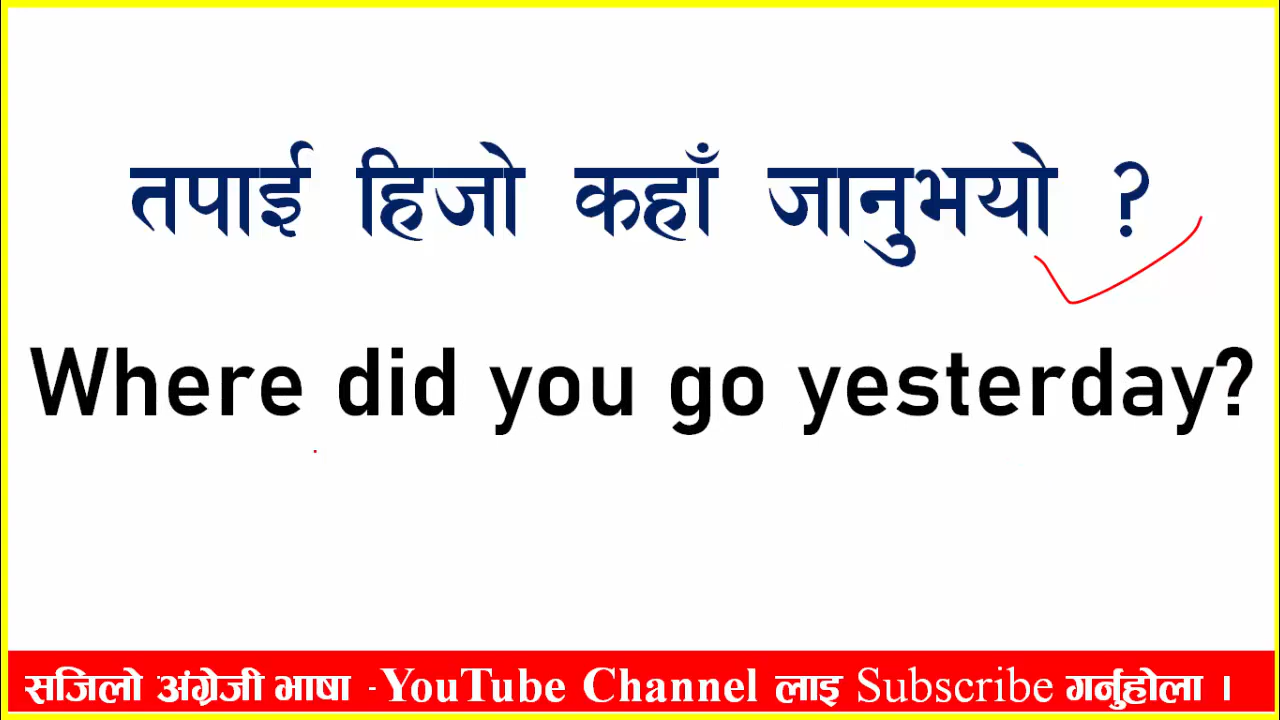 तपाई हिजो कहाँ जानुभयो ?
Where did you go yesterday?
सजिलो अंग्रेजी भाषा -YouTube Channel लाइ Subscribe गर्नुहोला ।